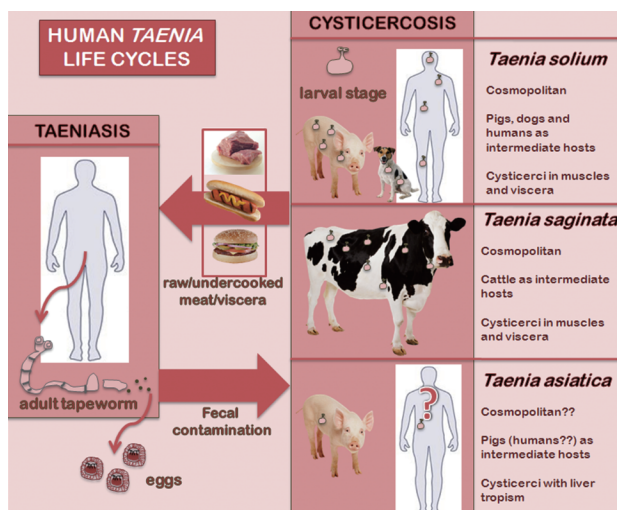 HUMAN TAENIA
LIFE CYCLES
TAENIASIS
adult tapeworm
eggs
raw/undercooked
meat/viscera
Fecal
contamination
CYSTICERCOSIS
larval stage
Taenia solium
Cosmopolitan
Pigs, dogs and
humans as
intermediate hosts
Cysticerci in muscles
and viscera
Taenia saginata
Cosmopolitan
Cattle as intermediate
hosts
Cysticerci in muscles
and viscera
?
Taenia asiatica
Cosmopolitan??
Pigs (humans??) as
intermediate hosts
Cysticerci with liver
tropism